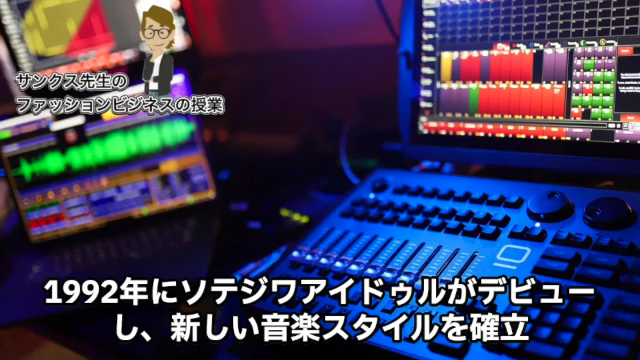 サンクス先生の
ファッションビジネスの授業
1992年にソテジワアイドゥルがデビュー
し、新しい音楽スタイルを確立